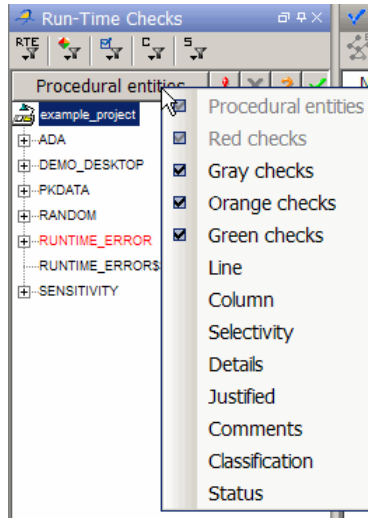 Run-Time Checks
RTE C S
Procedural entities
example_project
ADA
DEMO_DESKTOP
PKDATA
RANDOM
RUNTIME_ERROR
RUNTIME_ERROR$
SENSITIVITY
Procedural entities
Red checks
Gray checks
Orange checks
Green checks
Line
Column
Selectivity
Details
Justified
Comments
Classification
Status